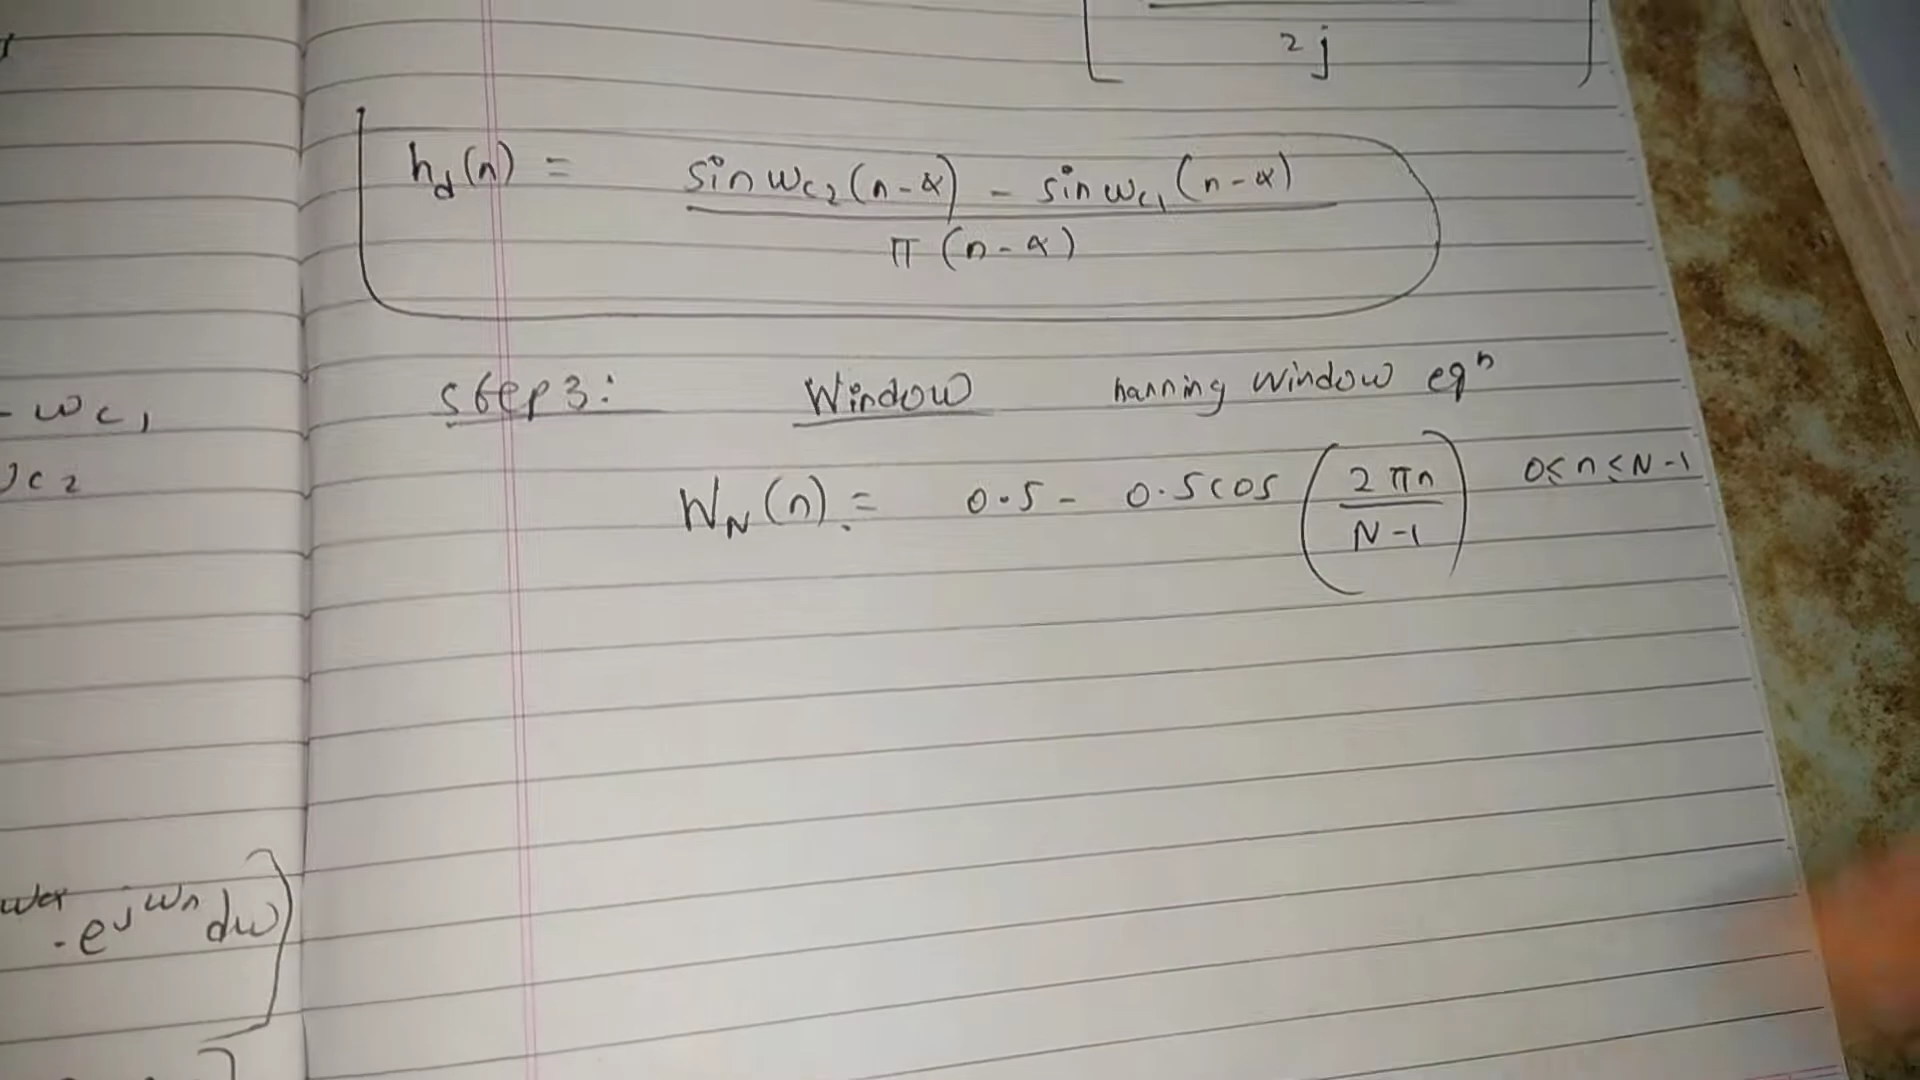 - ωc1
ωc2
- e^jωn dω
2j
hd(n) = sin ωc2(n-α) - sin ωc1(n-α)
π(n-α)
step3: Window hanning window eqn
WN(n) = 0.5 - 0.5cos (2πn / N-1) 0≤n≤N-1